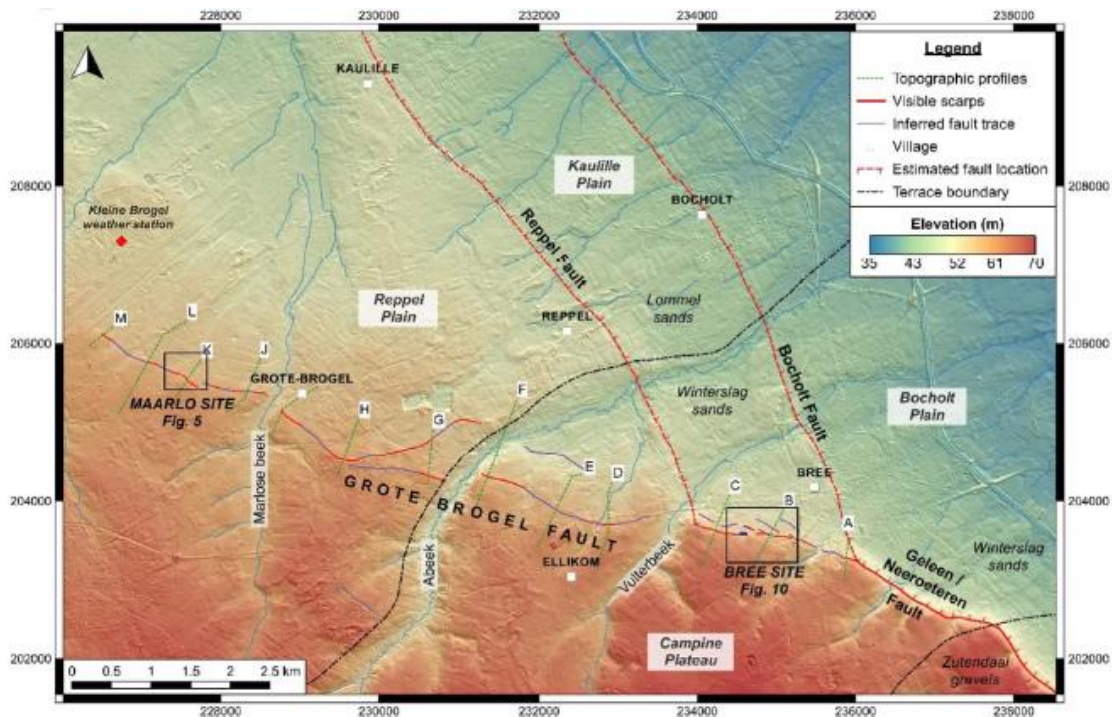 228000 230000 232000 234000 236000 238000
KAULILLE
Legend
Topographic profiles
Visible scarps
Inferred fault trace
Village
Estimated fault location
Terrace boundary
Elevation (m)
35 43 52 61 70
208000
208000
Kaulille
Plain
BOCHOLT
Kleine Brogel
weather station
Reppel Fault
Reppel
Plain
Lommel
sands
REPPEL
M
L
K
J
206000
206000
GROTE-BROGEL
MAARLO SITE
Fig. 5
Bocholt Fault
Winterslag
sands
Bocholt
Plain
H
G
F
E
D
C
B
A
BREE
Marlose beek
204000
204000
GROTE BROGEL FAULT
Abeek
ELLIKOM
Vulterbeek
BREE SITE
Fig. 10
Geleen /
Neeroeteren
Fault
Winterslag
sands
Campine
Plateau
Zutendaal
gravels
202000
202000
0 0.5 1 1.5 2 2.5 km
228000 230000 232000 234000 236000 238000